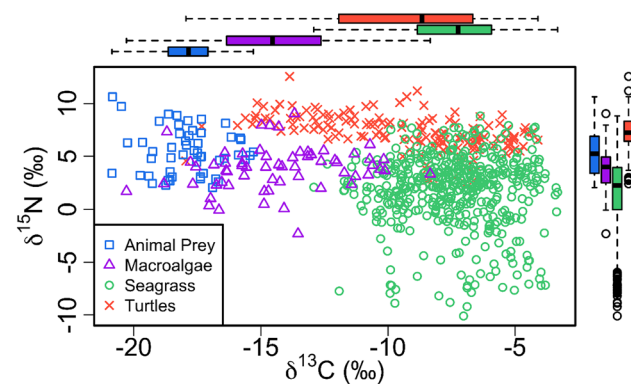 10
5
0
-5
-10
δ15N (‰)
Animal Prey
Macroalgae
Seagrass
Turtles
-20 -15 -10 -5
δ13C (‰)